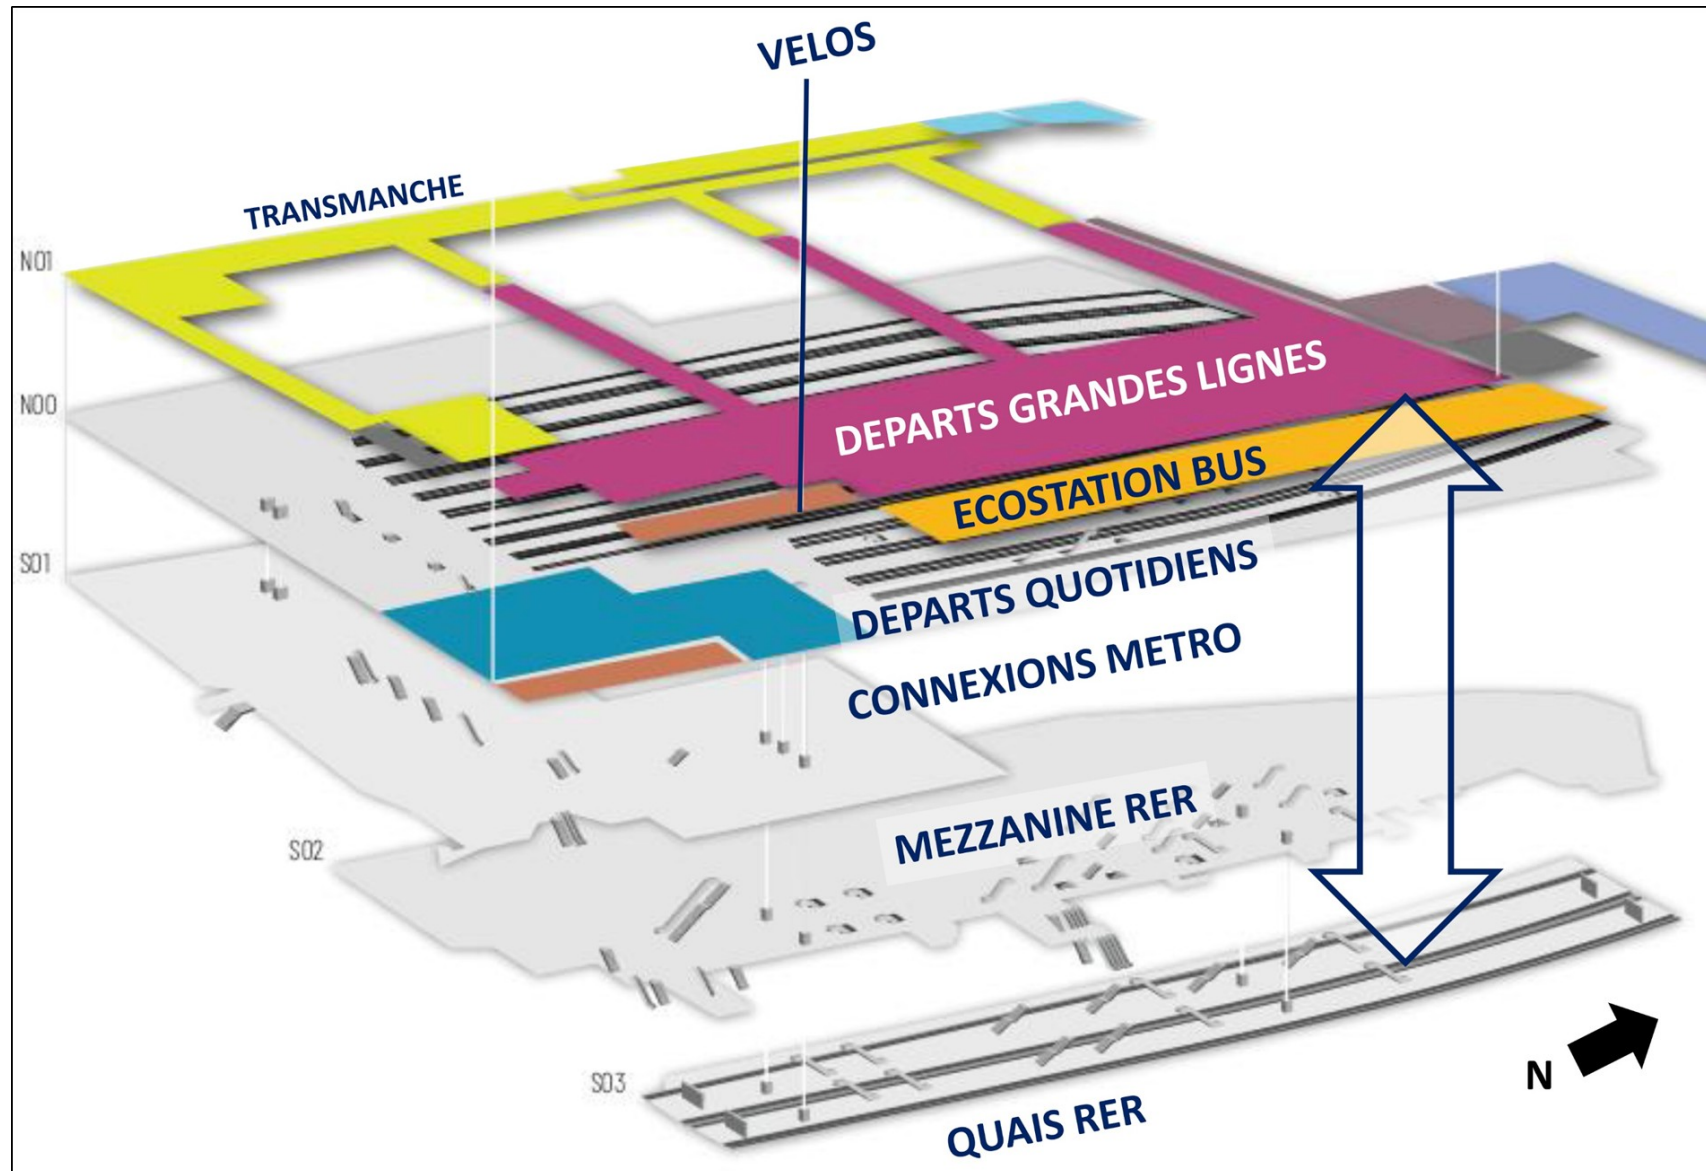 VELOS
TRANSMANCHE
N01
DEPARTS GRANDES LIGNES
N00
ECOSTATION BUS
S01
DEPARTS QUOTIDIENS
CONNEXIONS METRO
MEZZANINE RER
S02
N
S03
QUAIS RER